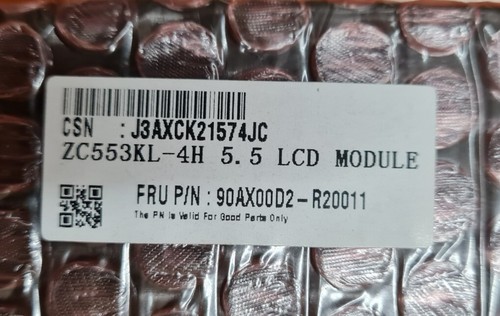 CSN : J3AXCK21574JC
ZC553KL-4H 5.5 LCD MODULE
FRU P/N : 90AX00D2-R20011
The PN is Valid For Good Parts Only